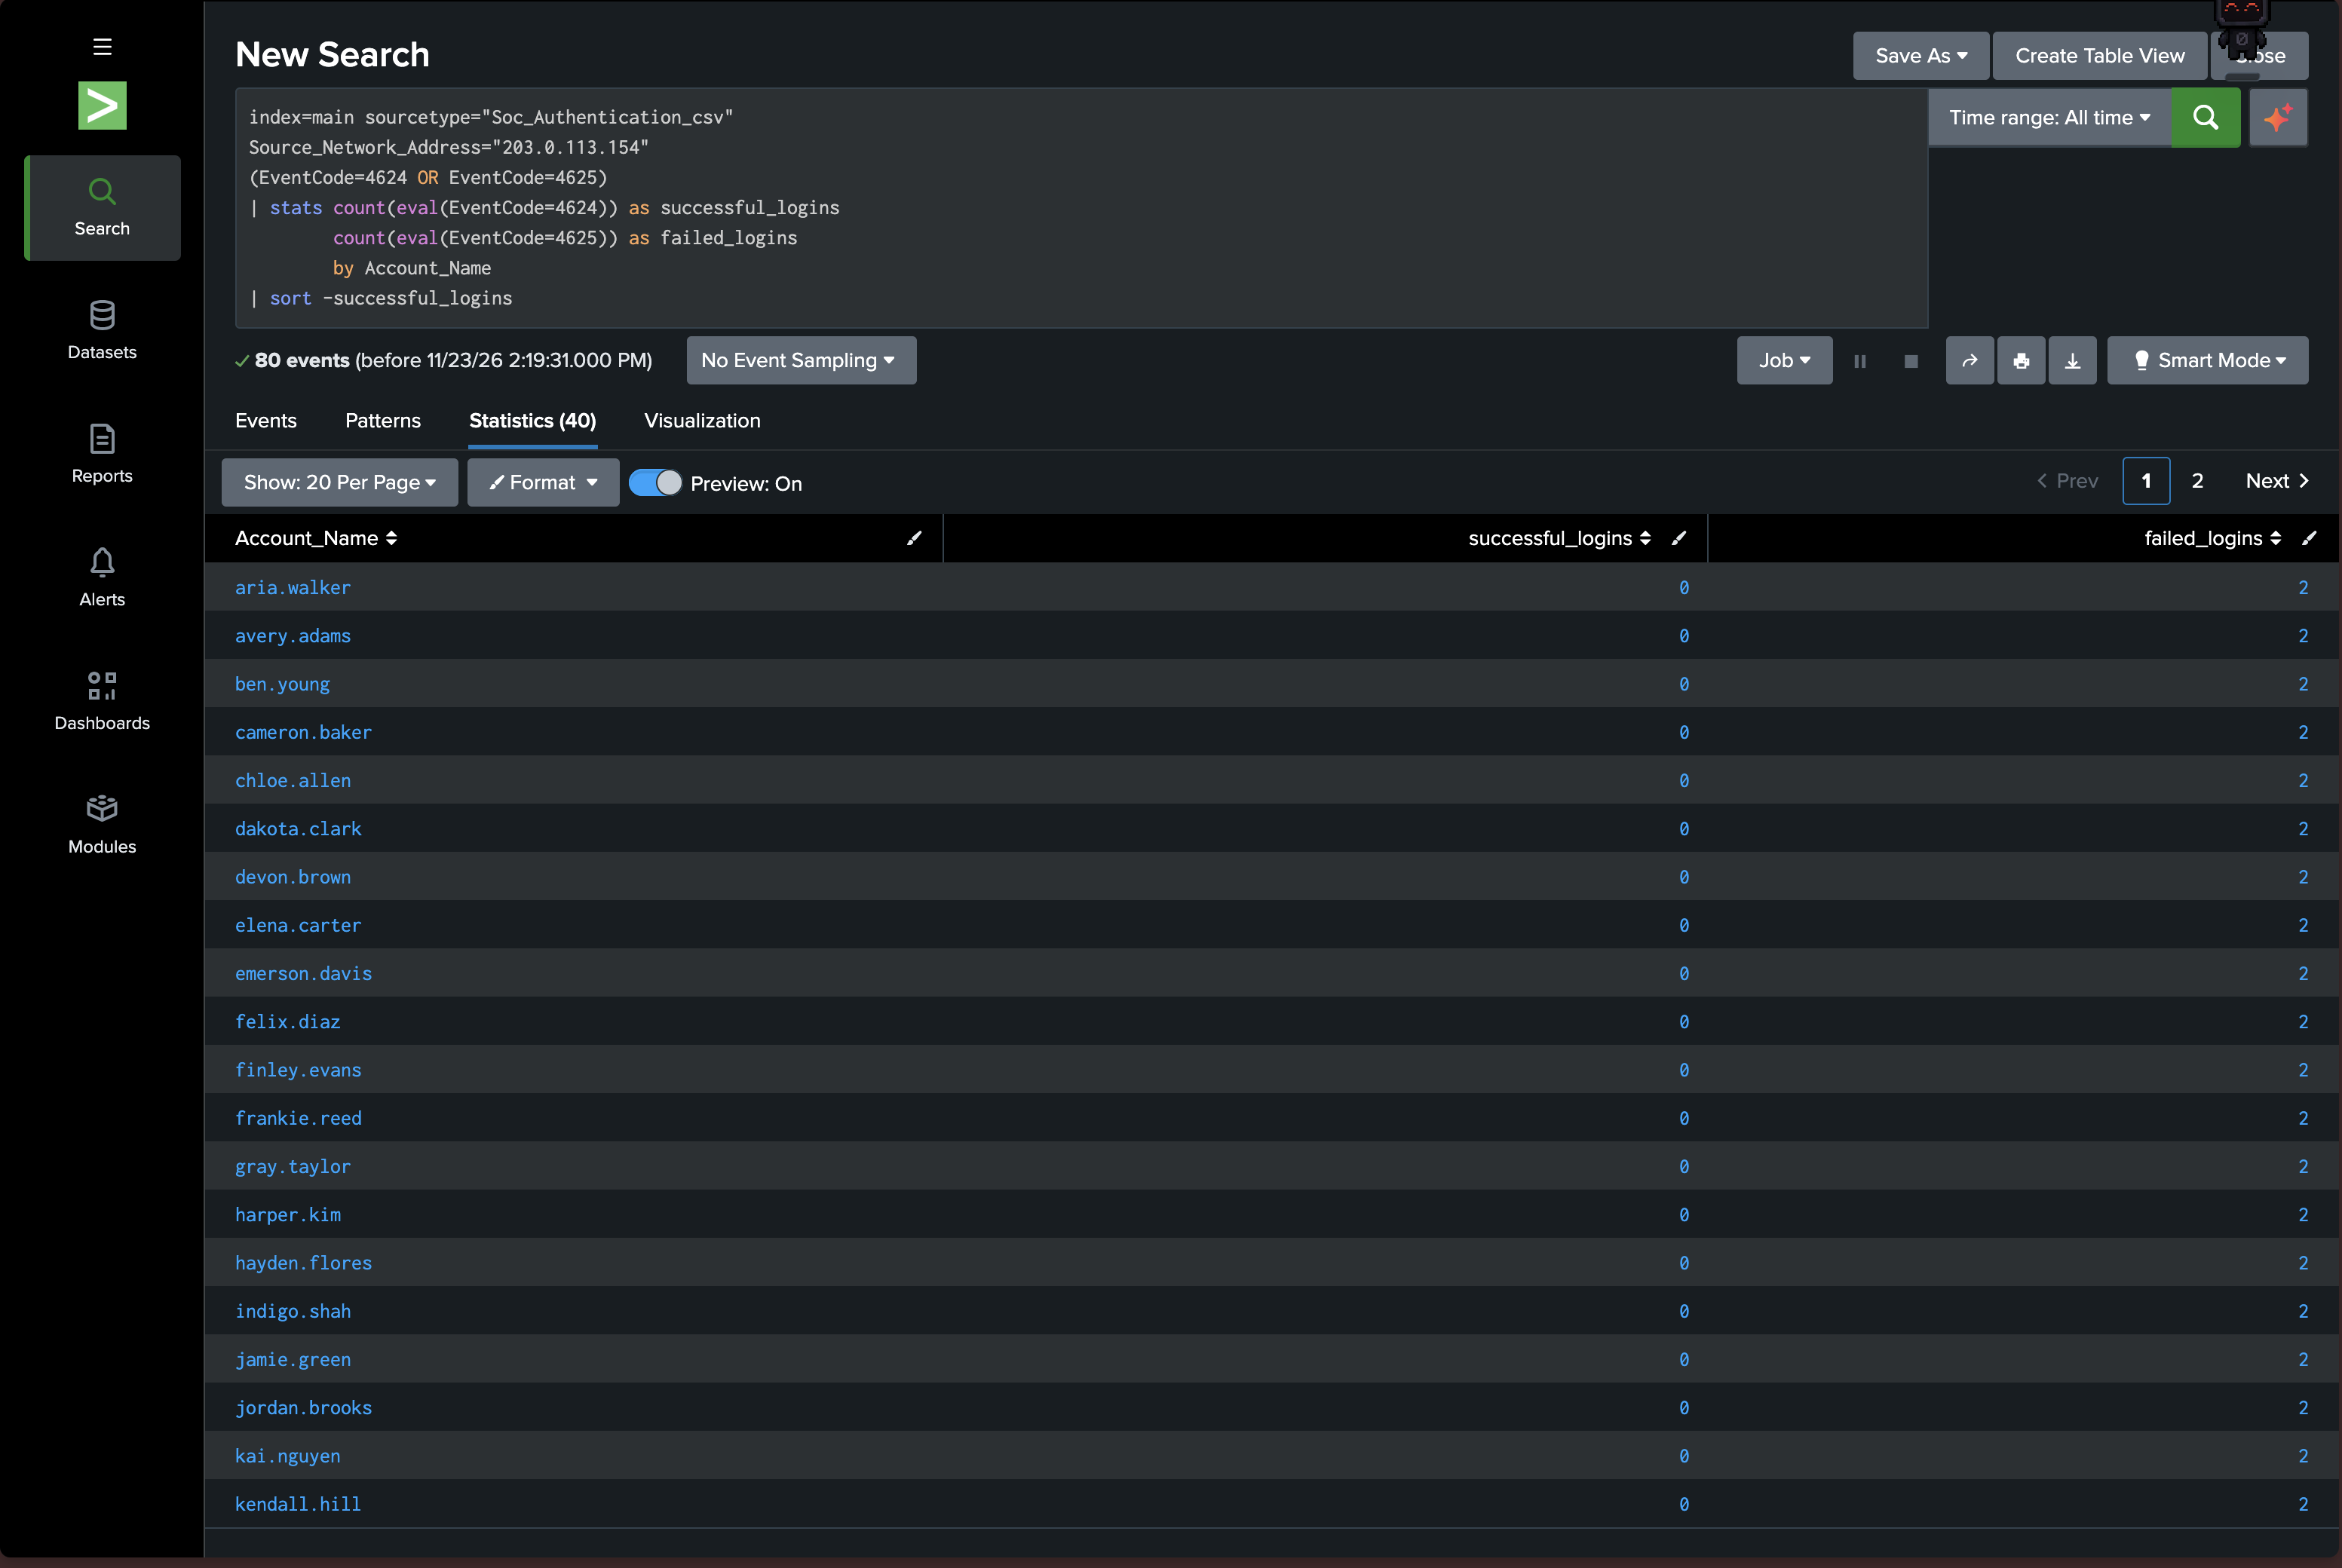 New Search
Save As
Create Table View
index=main sourcetype="Soc_Authentication_csv"
Source_Network_Address="203.0.113.154"
(EventCode=4624 OR EventCode=4625)
| stats count(eval(EventCode=4624)) as successful_logins
count(eval(EventCode=4625)) as failed_logins
by Account_Name
| sort -successful_logins
Time range: All time
Search
Datasets
Reports
Alerts
Dashboards
Modules
80 events (before 11/23/26 2:19:31.000 PM)
No Event Sampling
Job
Smart Mode
Events
Patterns
Statistics (40)
Visualization
Show: 20 Per Page
Format
Preview: On
Prev
1
2
Next
Account_Name successful_logins failed_logins
aria.walker 0 2
avery.adams 0 2
ben.young 0 2
cameron.baker 0 2
chloe.allen 0 2
dakota.clark 0 2
devon.brown 0 2
elena.carter 0 2
emerson.davis 0 2
felix.diaz 0 2
finley.evans 0 2
frankie.reed 0 2
gray.taylor 0 2
harper.kim 0 2
hayden.flores 0 2
indigo.shah 0 2
jamie.green 0 2
jordan.brooks 0 2
kai.nguyen 0 2
kendall.hill 0 2